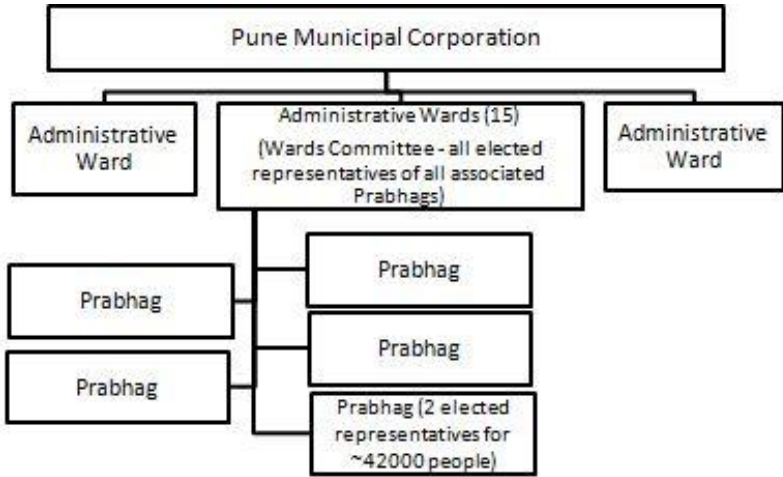 Pune Municipal Corporation
Administrative
Ward
Administrative Wards (15)
(Wards Committee - all elected
representatives of all associated
Prabhags)
Administrative
Ward
Prabhag
Prabhag
Prabhag
Prabhag
Prabhag (2 elected
representatives for
~42000 people)